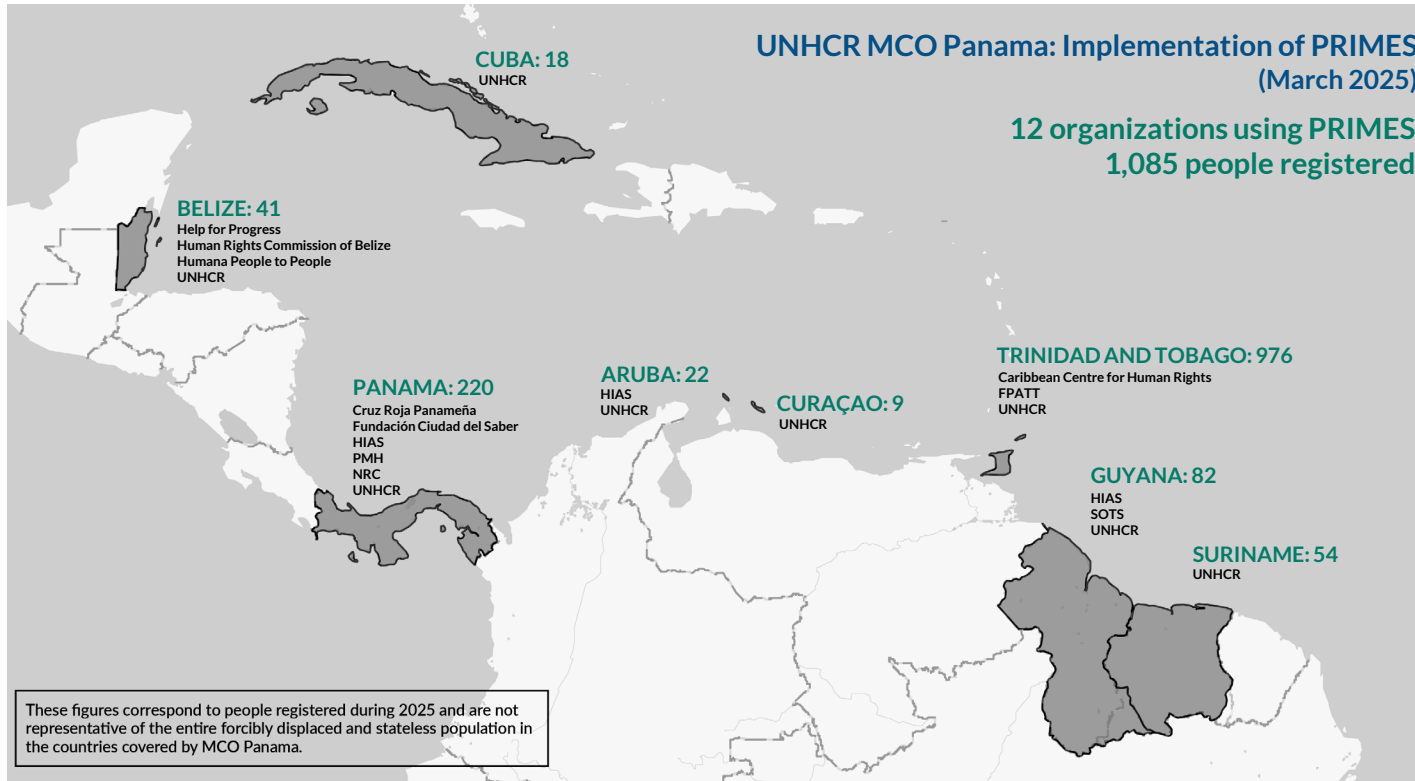 UNHCR MCO Panama: Implementation of PRIMES
(March 2025)
12 organizations using PRIMES
1,085 people registered
CUBA: 18
UNHCR
BELIZE: 41
Help for Progress
Human Rights Commission of Belize
Humana People to People
UNHCR
PANAMA: 220
Cruz Roja Panameña
Fundación Ciudad del Saber
HIAS
PMH
NRC
UNHCR
ARUBA: 22
HIAS
UNHCR
CURAÇAO: 9
UNHCR
TRINIDAD AND TOBAGO: 976
Caribbean Centre for Human Rights
FPATT
UNHCR
GUYANA: 82
HIAS
SOTS
UNHCR
SURINAME: 54
UNHCR
These figures correspond to people registered during 2025 and are not
representative of the entire forcibly displaced and stateless population in
the countries covered by MCO Panama.